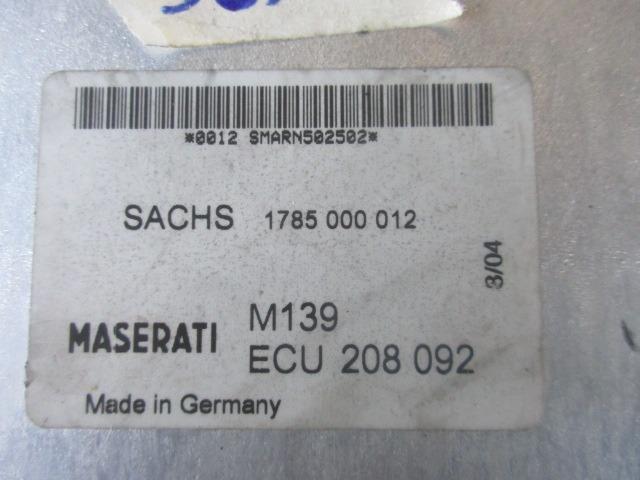 *0012 SMARN502502*
SACHS 1785 000 012
3/04
MASERATI M139
ECU 208 092
Made in Germany